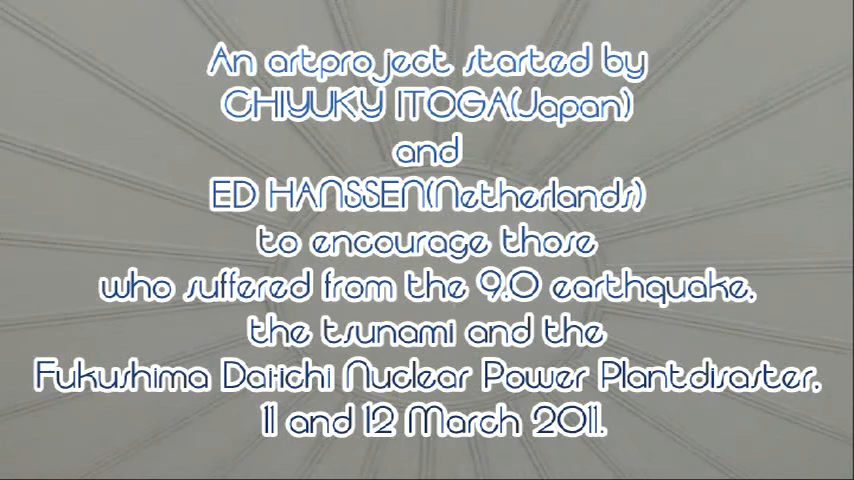 An artproject started by
CHIYUKY ITOGA(Japan)
and
ED HANSSEN(Netherlands)
to encourage those
who suffered from the 9.0 earthquake,
the tsunami and the
Fukushima Dai-ichi Nuclear Power Plantdisaster,
11 and 12 March 2011.